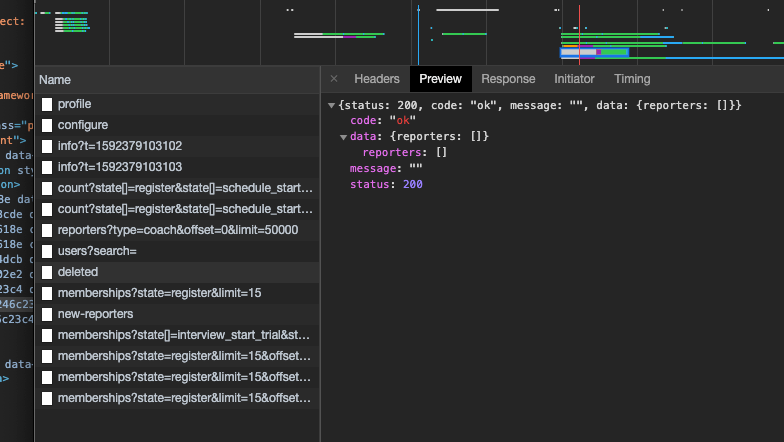 ect:
e">
Name
× Headers Preview Response Initiator Timing
ramewor
profile
▼{status: 200, code: "ok", message: "", data: {reporters: []}}
configure
code: "ok"
ass="p
nt">
info?t=1592379103102
▼data: {reporters: []}
data-
info?t=1592379103103
reporters: []
on sty
count?state[]=register&state[]=schedule_start...
message: ""
on>
status: 200
8e dat
count?state[]=register&state[]=schedule_start...
3cde d
reporters?type=coach&offset=0&limit=50000
518e c
users?search=
618e d
4dcb d
deleted
02e2 d
memberships?state=register&limit=15
23c4 d
246c23
new-reporters
6c23c4
memberships?state[]=interview_start_trial&st...
memberships?state=register&limit=15&offset...
data-
memberships?state=register&limit=15&offset...
a>
memberships?state=register&limit=15&offset...